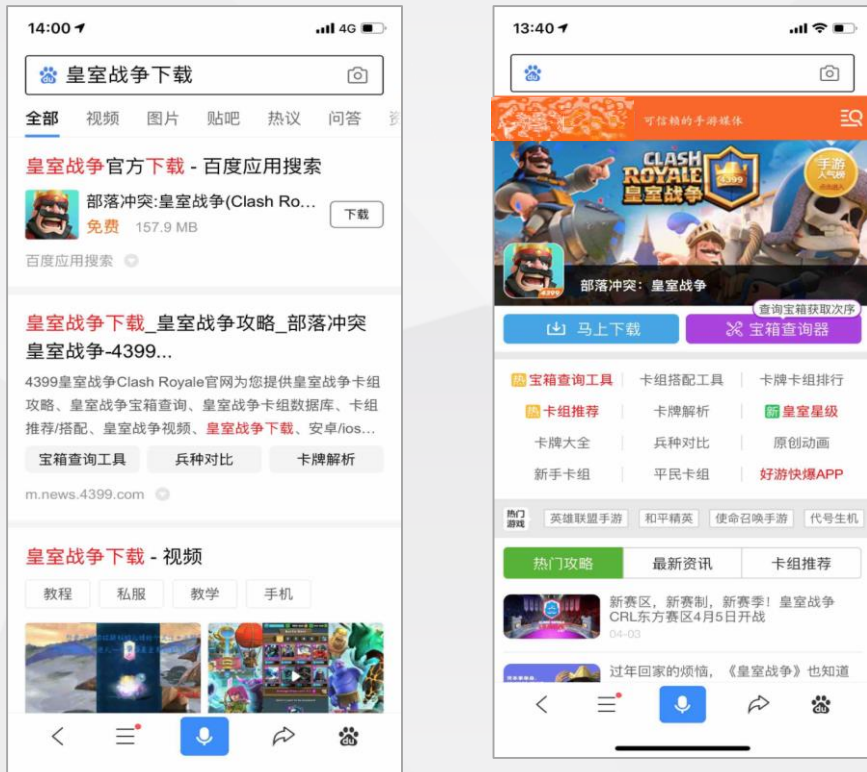 14:00
4G
皇室战争下载
全部 视频 图片 贴吧 热议 问答
皇室战争官方下载 - 百度应用搜索
部落冲突:皇室战争(Clash Ro...
免费 157.9 MB
下载
百度应用搜索
皇室战争下载_皇室战争攻略_部落冲突
皇室战争-4399...
4399皇室战争Clash Royale官网为您提供皇室战争卡组
攻略、皇室战争宝箱查询、皇室战争卡组数据库、卡组
推荐/搭配、皇室战争视频、皇室战争下载、安卓/ios...
宝箱查询工具 兵种对比 卡牌解析
m.news.4399.com
皇室战争下载 - 视频
教程 私服 教学 手机
du
13:40
du
可信赖的手游媒体
CLASH
ROYALE
皇室战争
4399
手游
人气榜
点击进入
4399
部落冲突：皇室战争
查询宝箱获取次序
马上下载 宝箱查询器
热 宝箱查询工具 卡组搭配工具 卡牌卡组排行
热 卡组推荐 卡牌解析 新 皇室星级
卡牌大全 兵种对比 原创动画
新手卡组 平民卡组 好游快爆APP
热门
游戏
英雄联盟手游 和平精英 使命召唤手游 代号生机
热门攻略 最新资讯 卡组推荐
新赛区，新赛制，新赛季！皇室战争
CRL东方赛区4月5日开战
04-03
过年回家的烦恼，《皇室战争》也知道
du